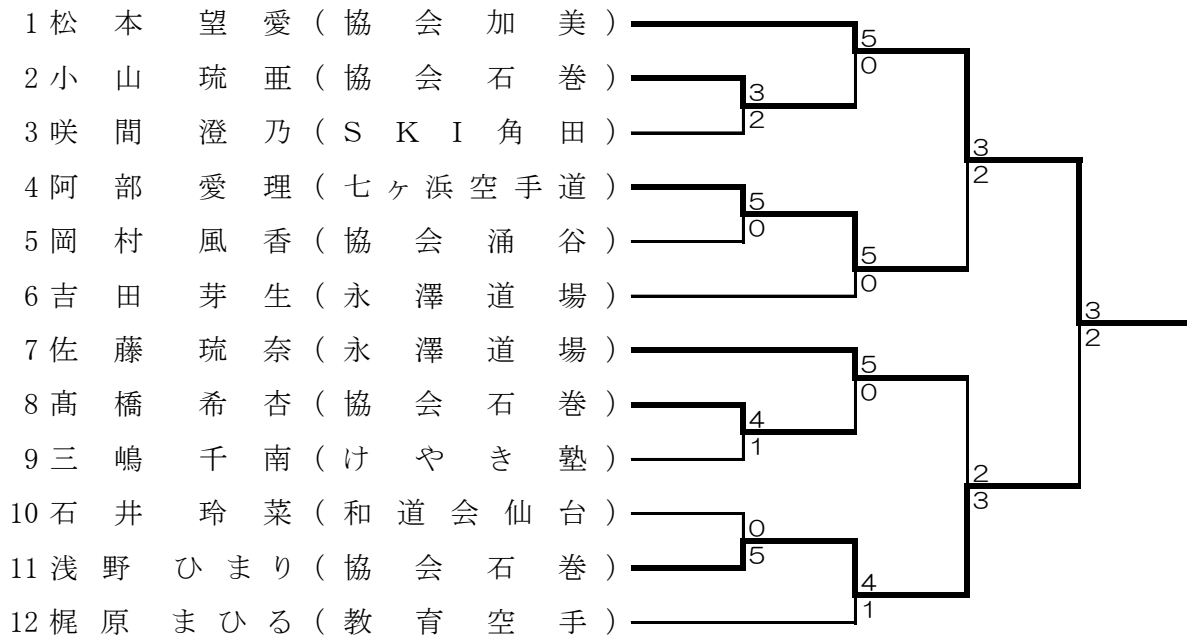 1 松本 望愛 (協会加美)
5
0
2 小山 琉亜 (協会石巻)
3
2
3 咲間 澄乃 (SKI角田)
3
2
4 阿部 愛理 (七ヶ浜空手道)
5
0
5 岡村 風香 (協会涌谷)
5
0
6 吉田 芽生 (永澤道場)
3
2
7 佐藤 琉奈 (永澤道場)
5
0
8 髙橋 希杏 (協会石巻)
4
1
9 三嶋 千南 (けやき塾)
2
3
10 石井 玲菜 (和道会仙台)
0
5
11 浅野 ひまり (協会石巻)
4
1
12 梶原 まひる (教育空手)